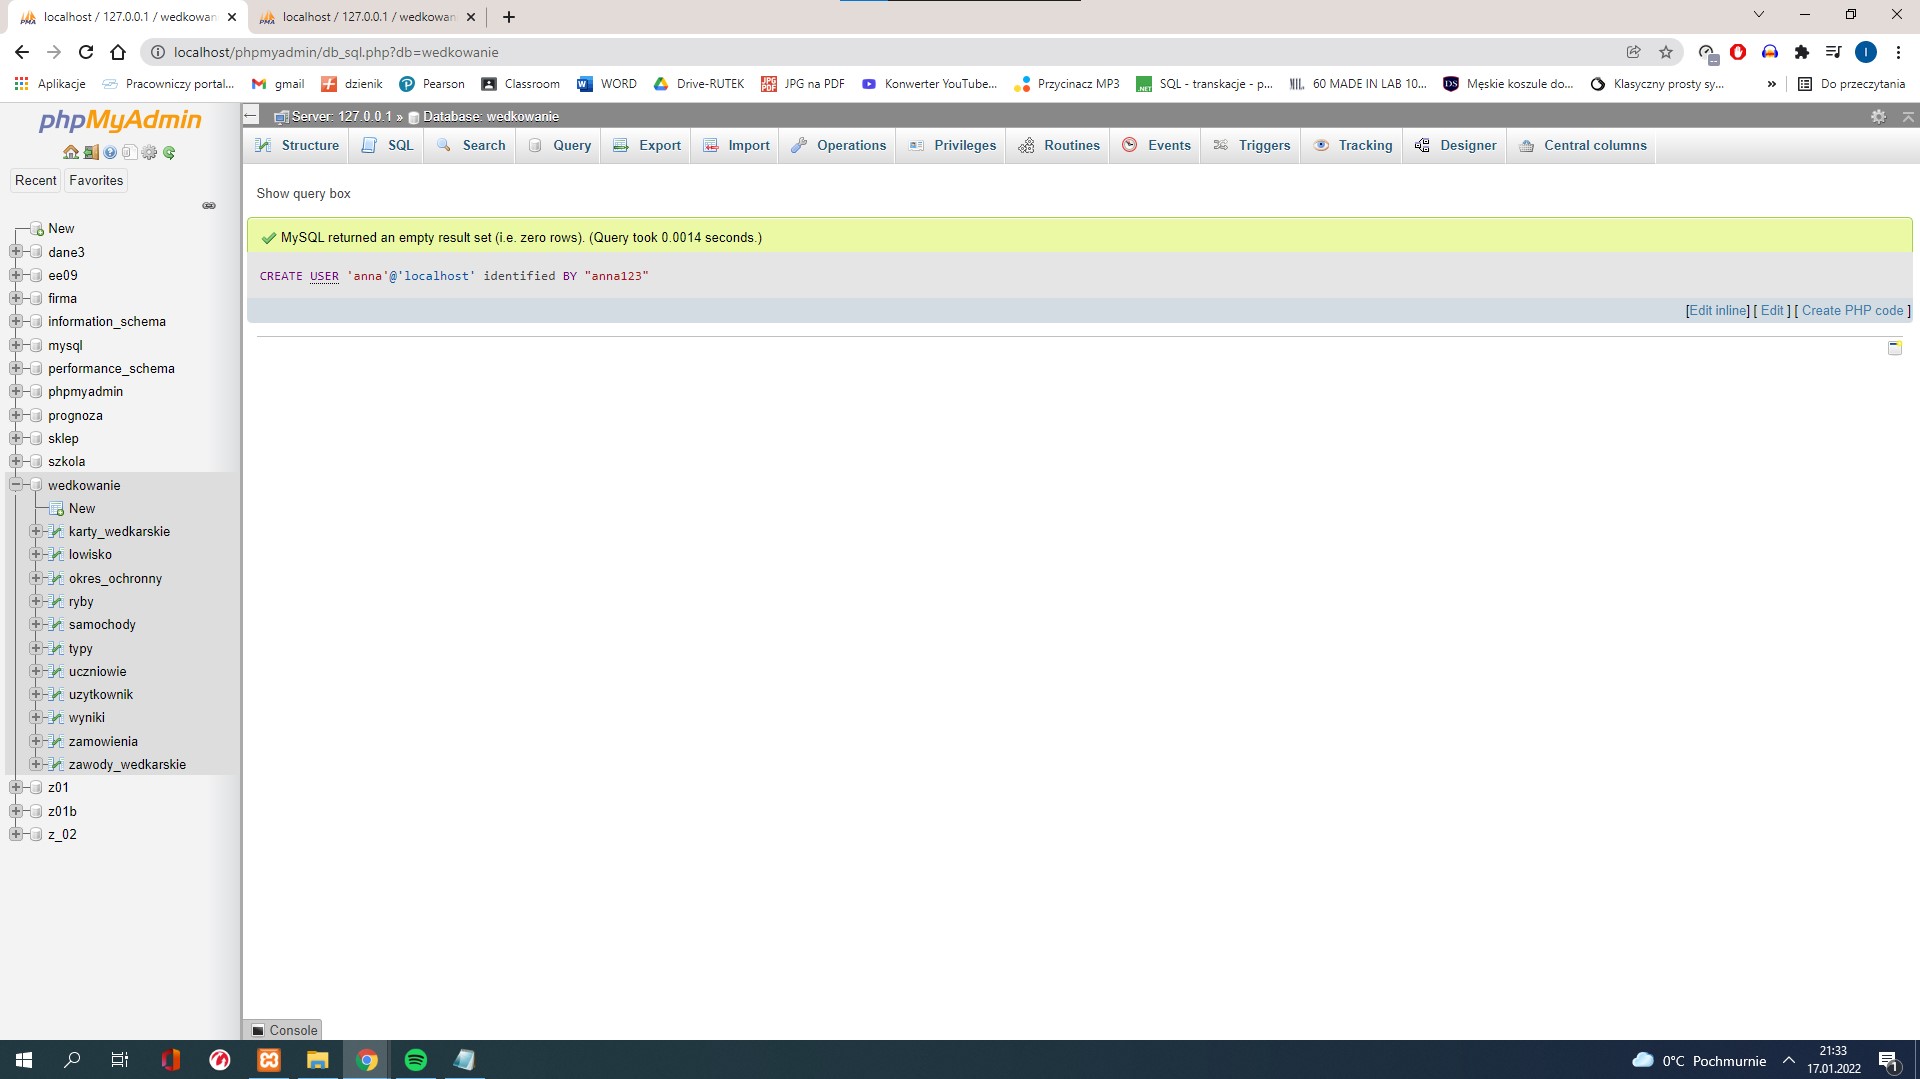 localhost / 127.0.0.1 / wedkowan
localhost / 127.0.0.1 / wedkowan
localhost/phpmyadmin/db_sql.php?db=wedkowanie
I
Aplikacje
Pracowniczy portal...
gmail
dzienik
Pearson
Classroom
WORD
Drive-RUTEK
JPG na PDF
Konwerter YouTube...
Przycinacz MP3
SQL - transkacje - p...
60 MADE IN LAB 10...
Męskie koszule do...
Klasyczny prosty sy...
»
Do przeczytania
phpMyAdmin
Recent
Favorites
New
dane3
ee09
firma
information_schema
mysql
performance_schema
phpmyadmin
prognoza
sklep
szkola
wedkowanie
New
karty_wedkarskie
lowisko
okres_ochronny
ryby
samochody
typy
uczniowie
uzytkownik
wyniki
zamowienia
zawody_wedkarskie
z01
z01b
z_02
Server: 127.0.0.1 » Database: wedkowanie
Structure
SQL
Search
Query
Export
Import
Operations
Privileges
Routines
Events
Triggers
Tracking
Designer
Central columns
Show query box
MySQL returned an empty result set (i.e. zero rows). (Query took 0.0014 seconds.)
CREATE USER 'anna'@'localhost' identified BY "anna123"
[Edit inline] [ Edit ] [ Create PHP code ]
Console
0°C Pochmurnie
21:33
17.01.2022
1